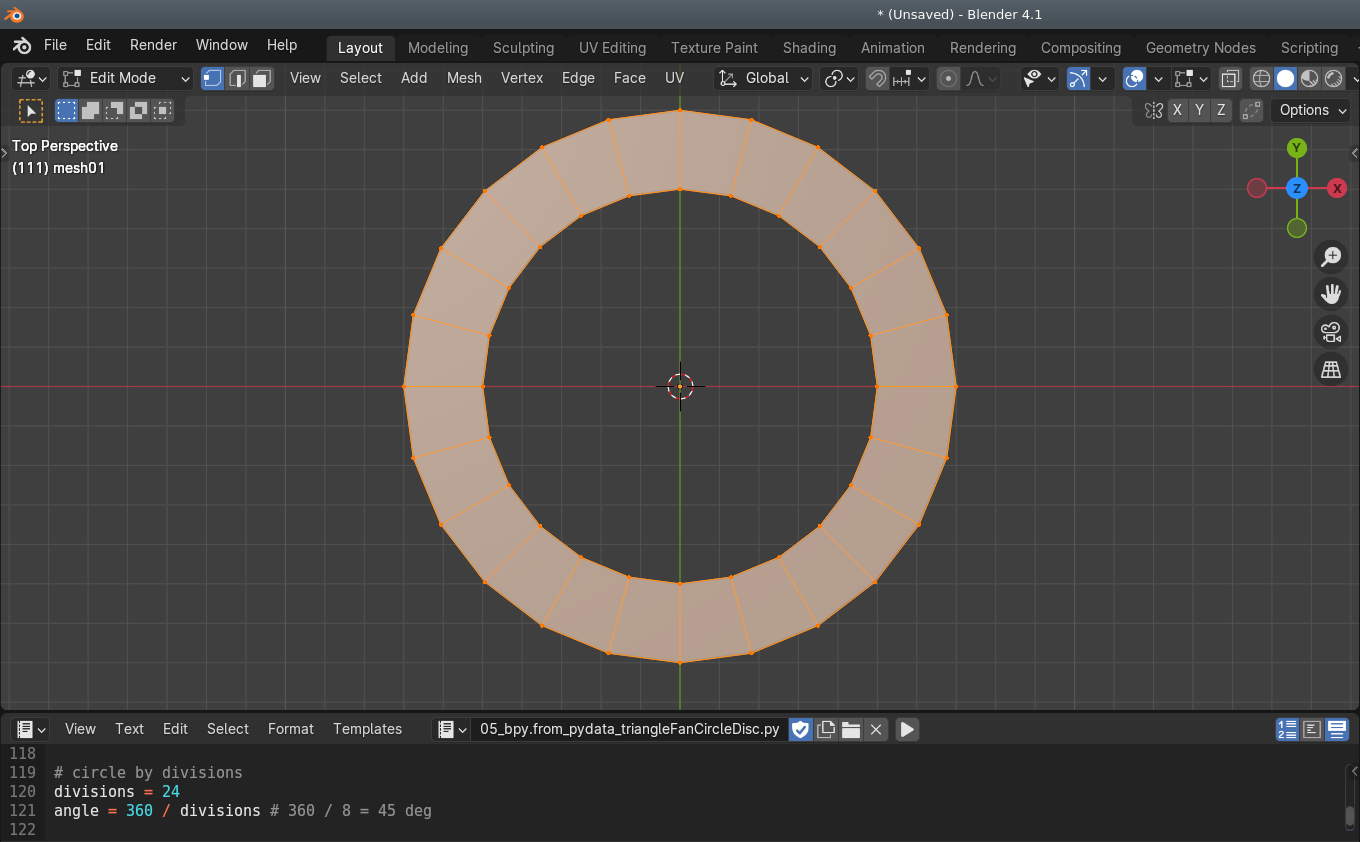 * (Unsaved) - Blender 4.1
File Edit Render Window Help Layout Modeling Sculpting UV Editing Texture Paint Shading Animation Rendering Compositing Geometry Nodes Scripting
Edit Mode View Select Add Mesh Vertex Edge Face UV Global
X Y Z Options
Top Perspective
(111) mesh01
Y
Z X
View Text Edit Select Format Templates 05_bpy.from_pydata_triangleFanCircleDisc.py
118
119 # circle by divisions
120 divisions = 24
121 angle = 360 / divisions # 360 / 8 = 45 deg
122